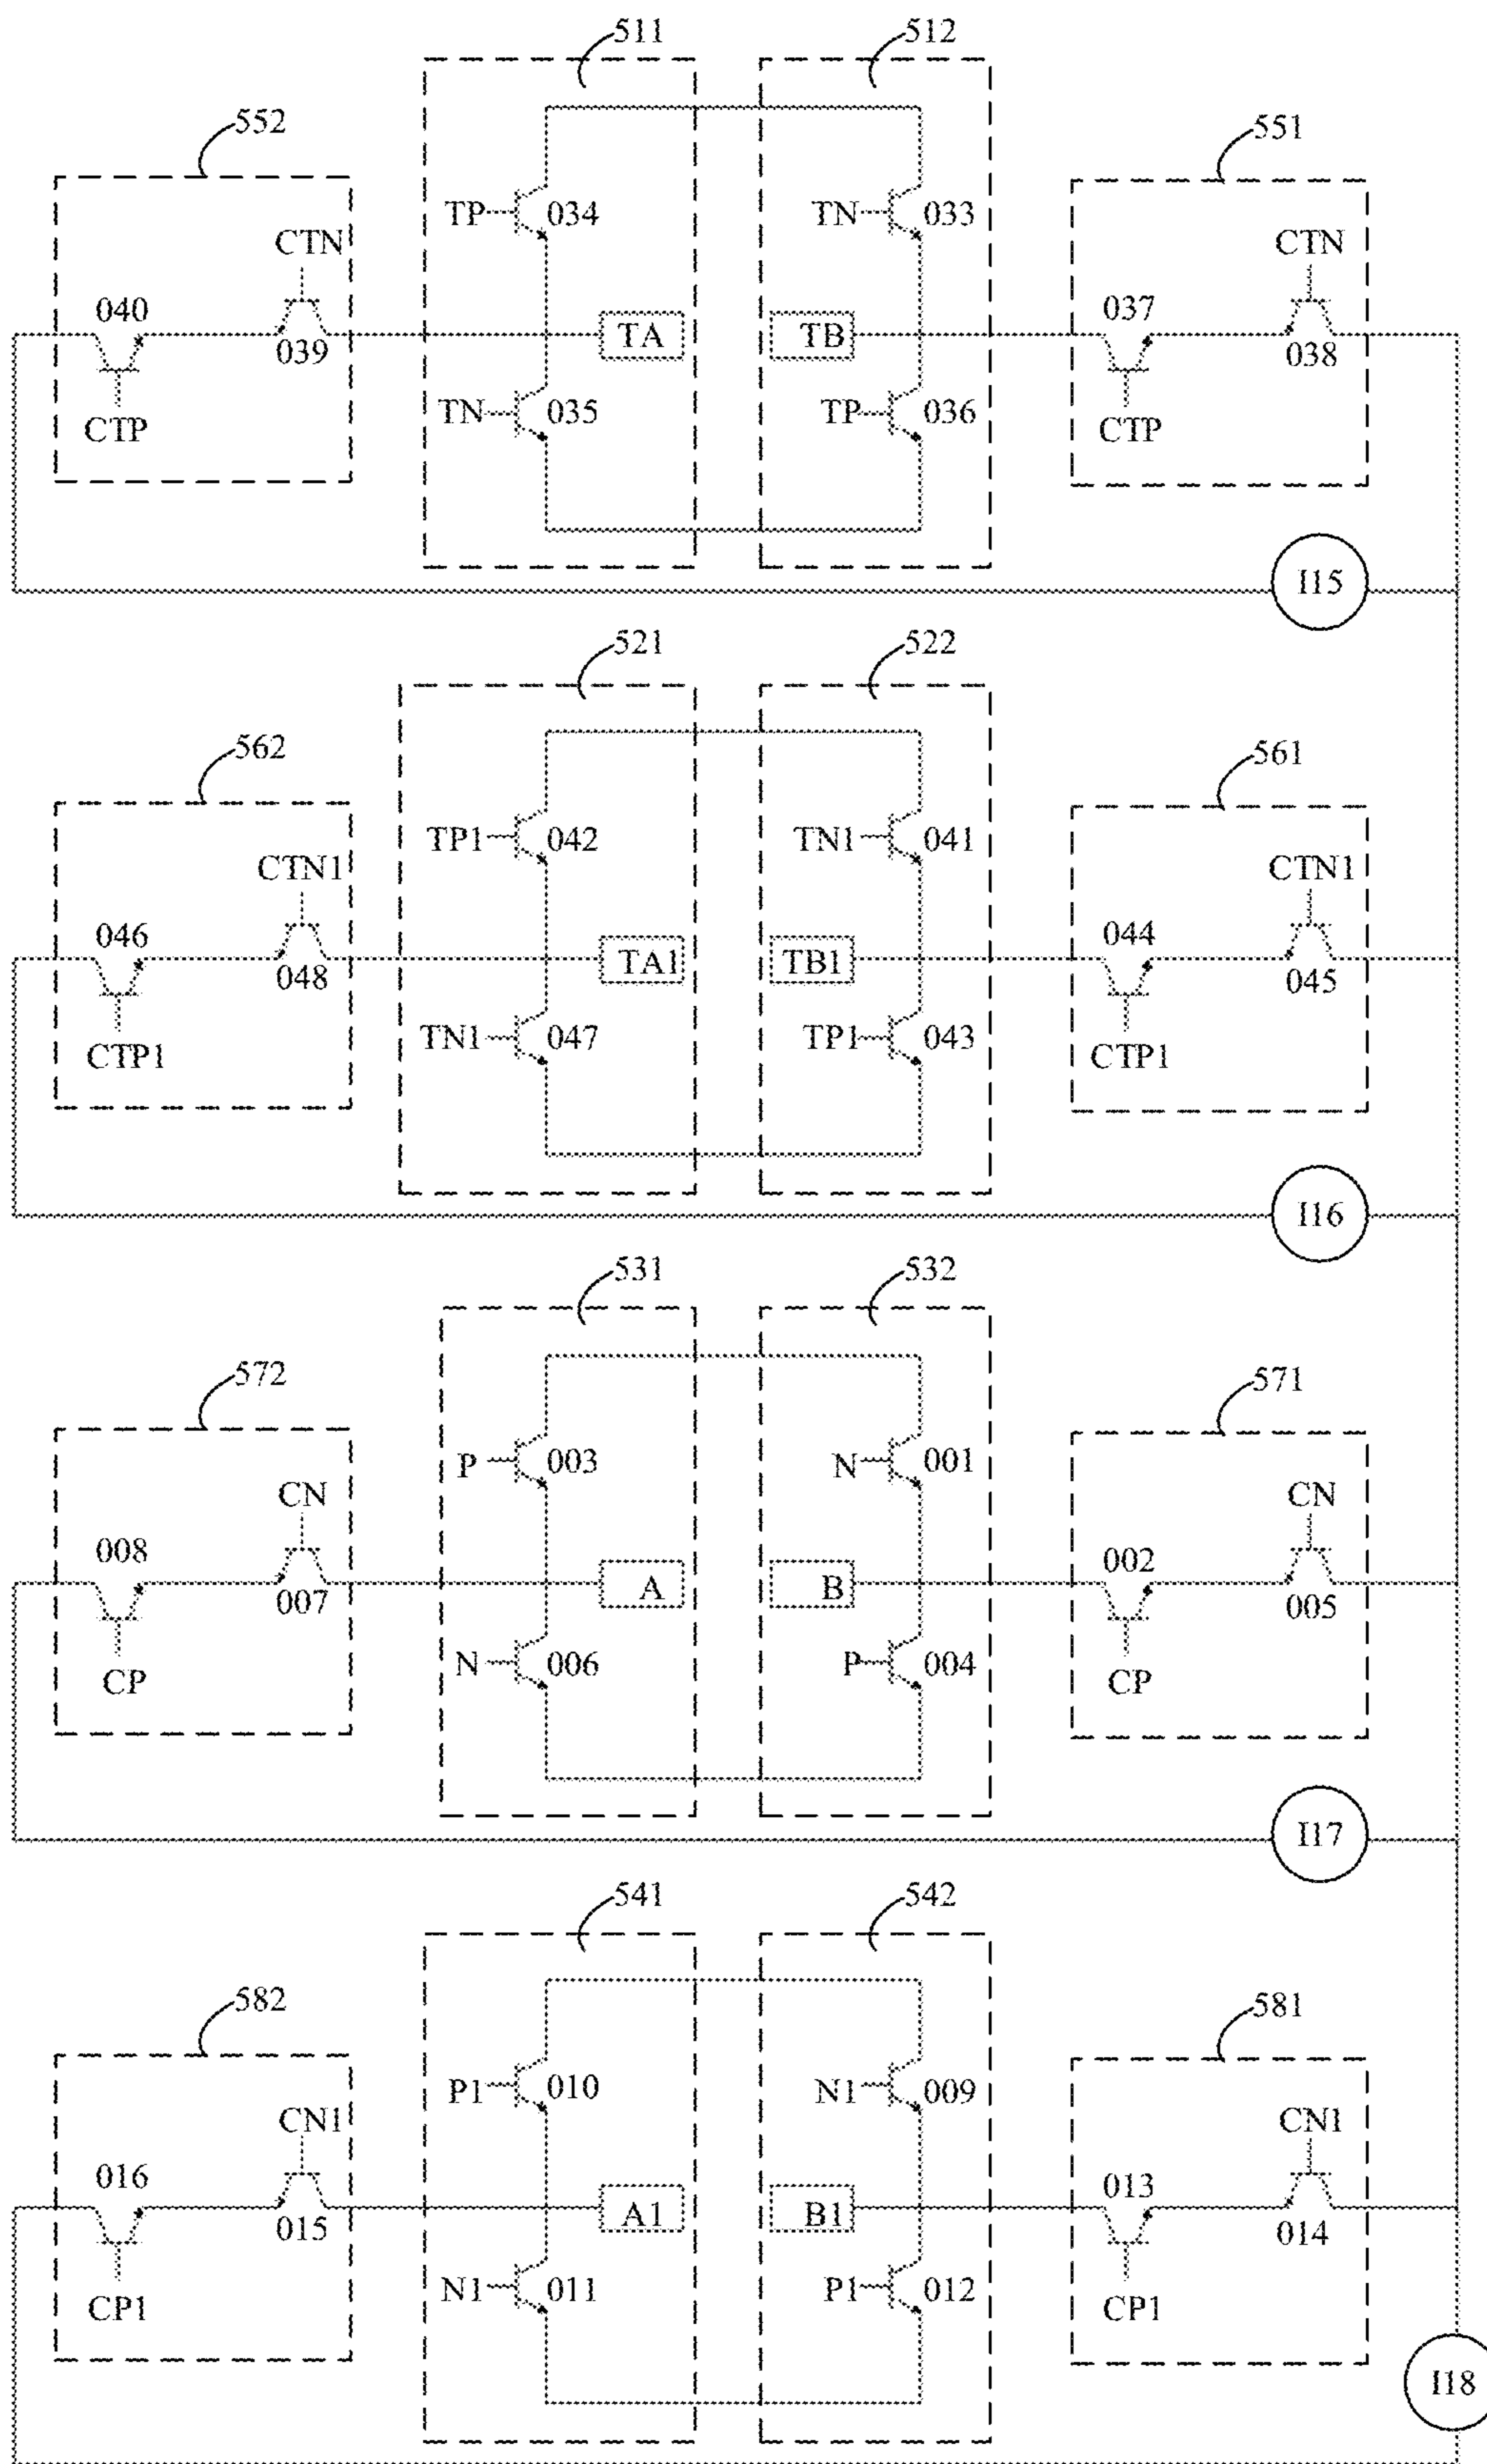 511 512
552 551
CTN TP 034 TN 033 CTN
040 039 TA TB 037 038
CTP TN 035 TP 036 CTP
I15
521 522
562 561
CTN1 TP1 042 TN1 041 CTN1
046 048 TA1 TB1 044 045
CTP1 TN1 047 TP1 043 CTP1
I16
531 532
572 571
CN P 003 N 001 CN
008 007 A B 002 005
CP N 006 P 004 CP
I17
541 542
582 581
CN1 P1 010 N1 009 CN1
016 015 A1 B1 013 014
CP1 N1 011 P1 012 CP1
I18